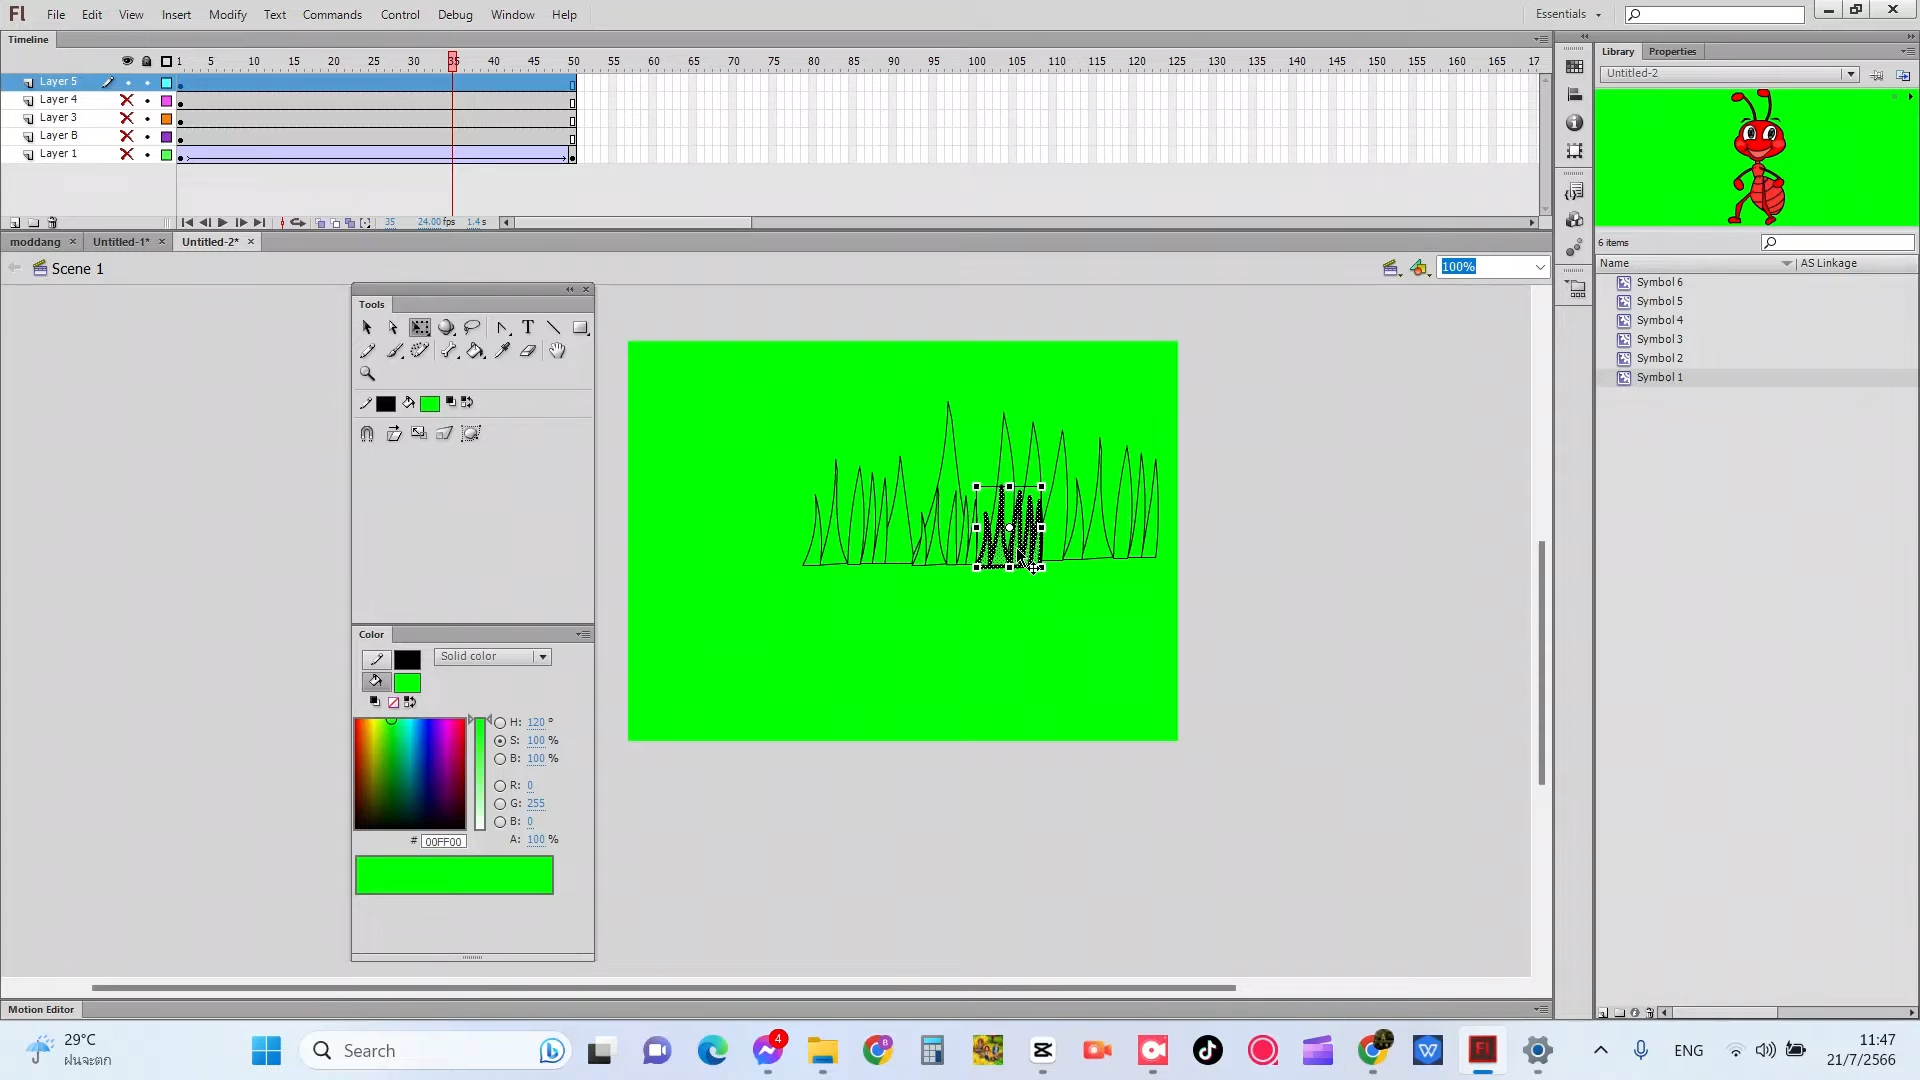 Fl File Edit View Insert Modify Text Commands Control Debug Window Help Essentials
Timeline
1 5 10 15 20 25 30 35 40 45 50 55 60 65 70 75 80 85 90 95 100 105 110 115 120 125 130 135 140 145 150 155 160 165 17
Layer 5
Layer 4
Layer 3
Layer B
Layer 1
35 24.00 fps 1.4 s
moddang Untitled-1* Untitled-2*
Scene 1
100%
Tools
T
Color
Solid color
H: 120 °
S: 100 %
B: 100 %
R: 0
G: 255
B: 0
A: 100 %
# 00FF00
Motion Editor
Library Properties
Untitled-2
6 items
Name AS Linkage
Symbol 6
Symbol 5
Symbol 4
Symbol 3
Symbol 2
Symbol 1
29°C
ฝนจะตก
Search
4
ENG
11:47
21/7/2566